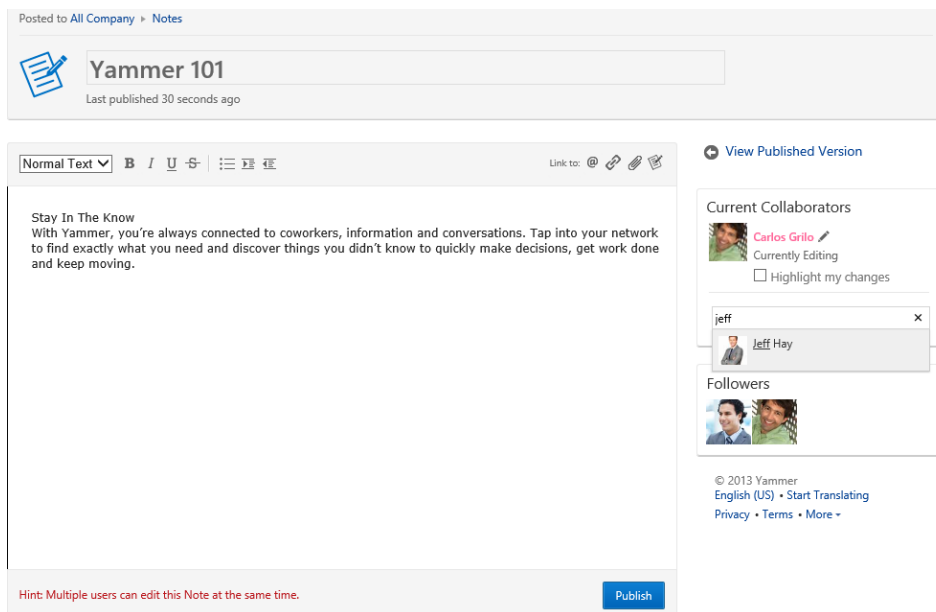 Posted to All Company ▸ Notes
Yammer 101
Last published 30 seconds ago
Normal Text B I U S Link to: @
Stay In The Know
With Yammer, you’re always connected to coworkers, information and conversations. Tap into your network
to find exactly what you need and discover things you didn’t know to quickly make decisions, get work done
and keep moving.
Hint: Multiple users can edit this Note at the same time.
Publish
View Published Version
Current Collaborators
Carlos Grilo
Currently Editing
Highlight my changes
jeff ×
Jeff Hay
Followers
© 2013 Yammer
English (US) • Start Translating
Privacy • Terms • More